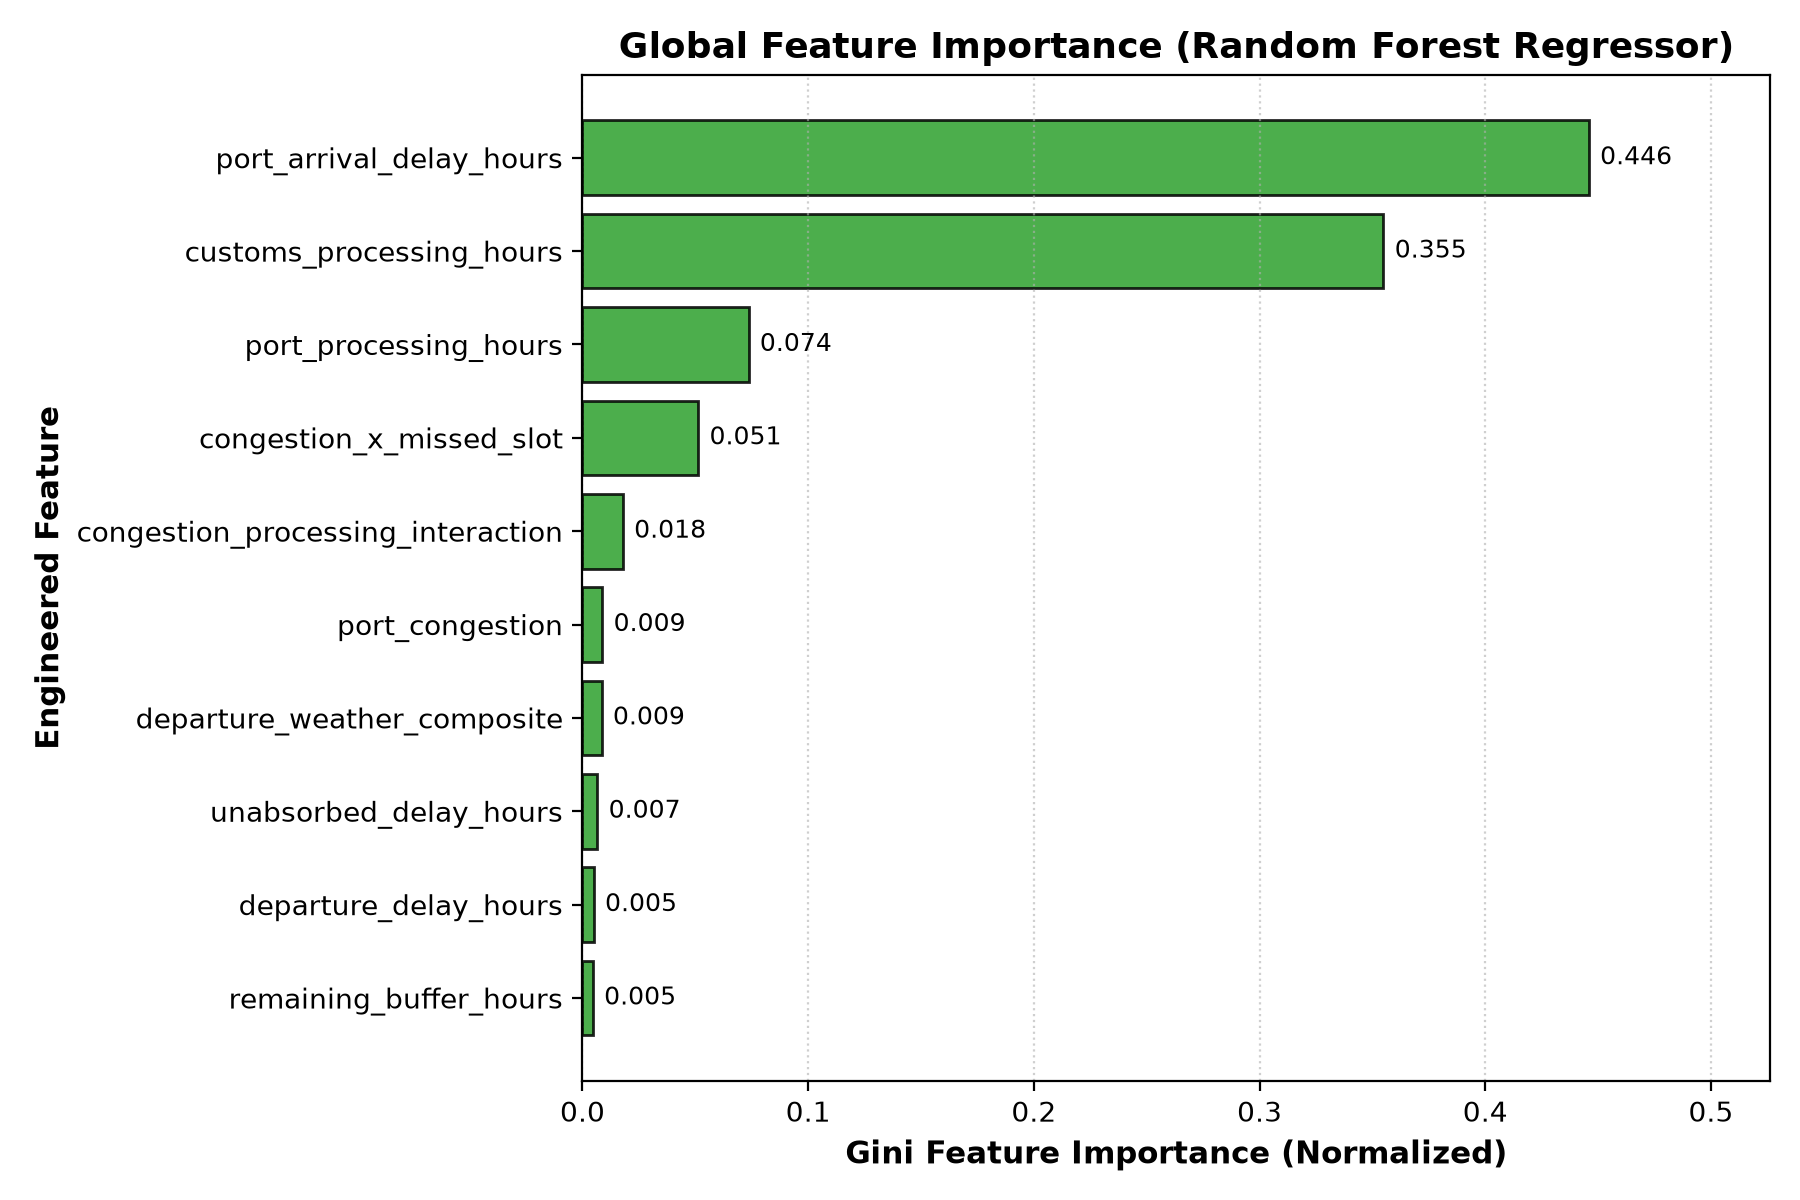 Global Feature Importance (Random Forest Regressor)
Engineered Feature
port_arrival_delay_hours 0.446
customs_processing_hours 0.355
port_processing_hours 0.074
congestion_x_missed_slot 0.051
congestion_processing_interaction 0.018
port_congestion 0.009
departure_weather_composite 0.009
unabsorbed_delay_hours 0.007
departure_delay_hours 0.005
remaining_buffer_hours 0.005
0.0 0.1 0.2 0.3 0.4 0.5
Gini Feature Importance (Normalized)